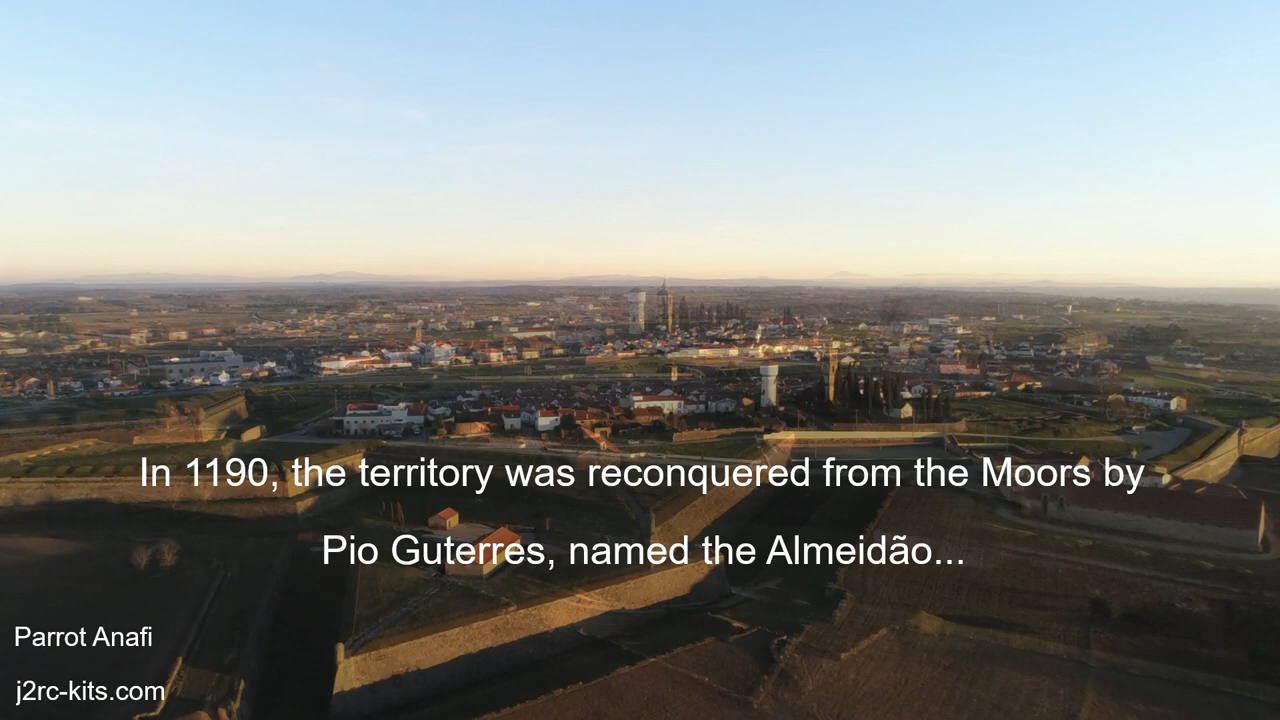 In 1190, the territory was reconquered from the Moors by
Pio Guterres, named the Almeidão...
Parrot Anafi
j2rc-kits.com